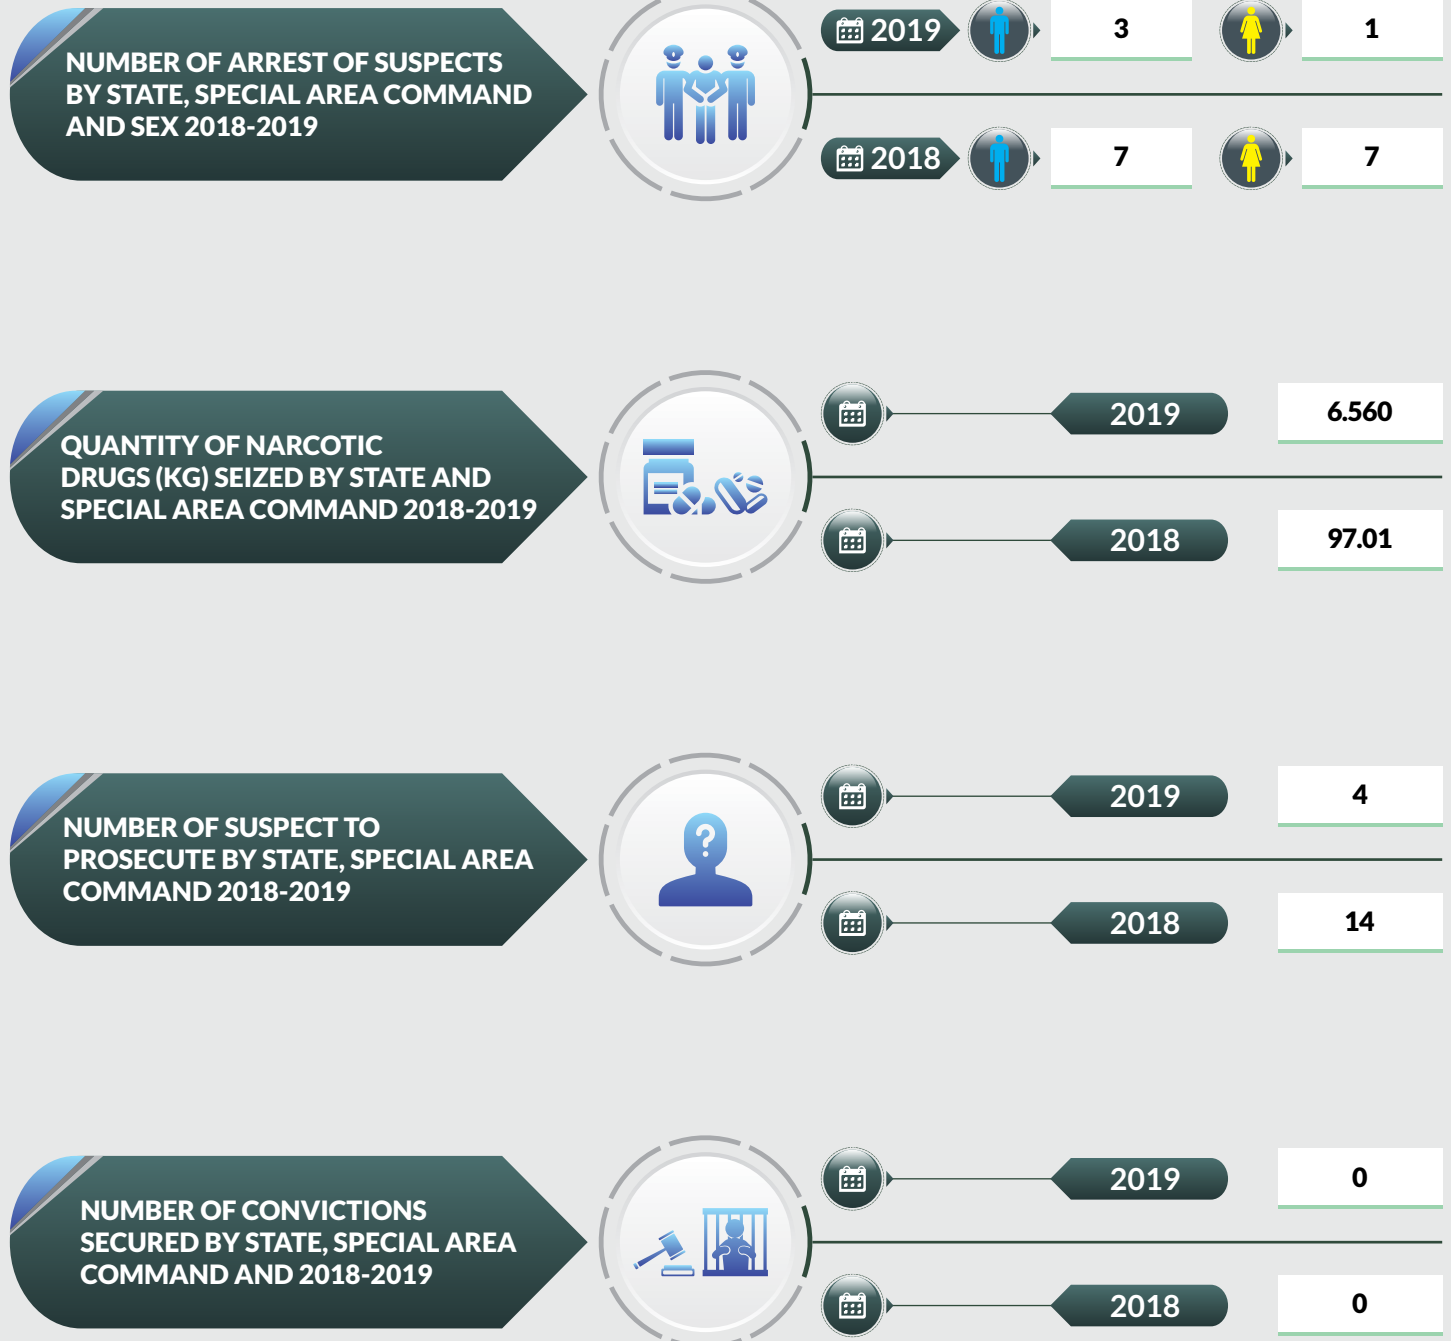 NUMBER OF ARREST OF SUSPECTS
BY STATE, SPECIAL AREA COMMAND
AND SEX 2018-2019
2019
3
1
2018
7
7
QUANTITY OF NARCOTIC
DRUGS (KG) SEIZED BY STATE AND
SPECIAL AREA COMMAND 2018-2019
2019
6.560
2018
97.01
NUMBER OF SUSPECT TO
PROSECUTE BY STATE, SPECIAL AREA
COMMAND 2018-2019
?
2019
4
2018
14
NUMBER OF CONVICTIONS
SECURED BY STATE, SPECIAL AREA
COMMAND AND 2018-2019
2019
0
2018
0